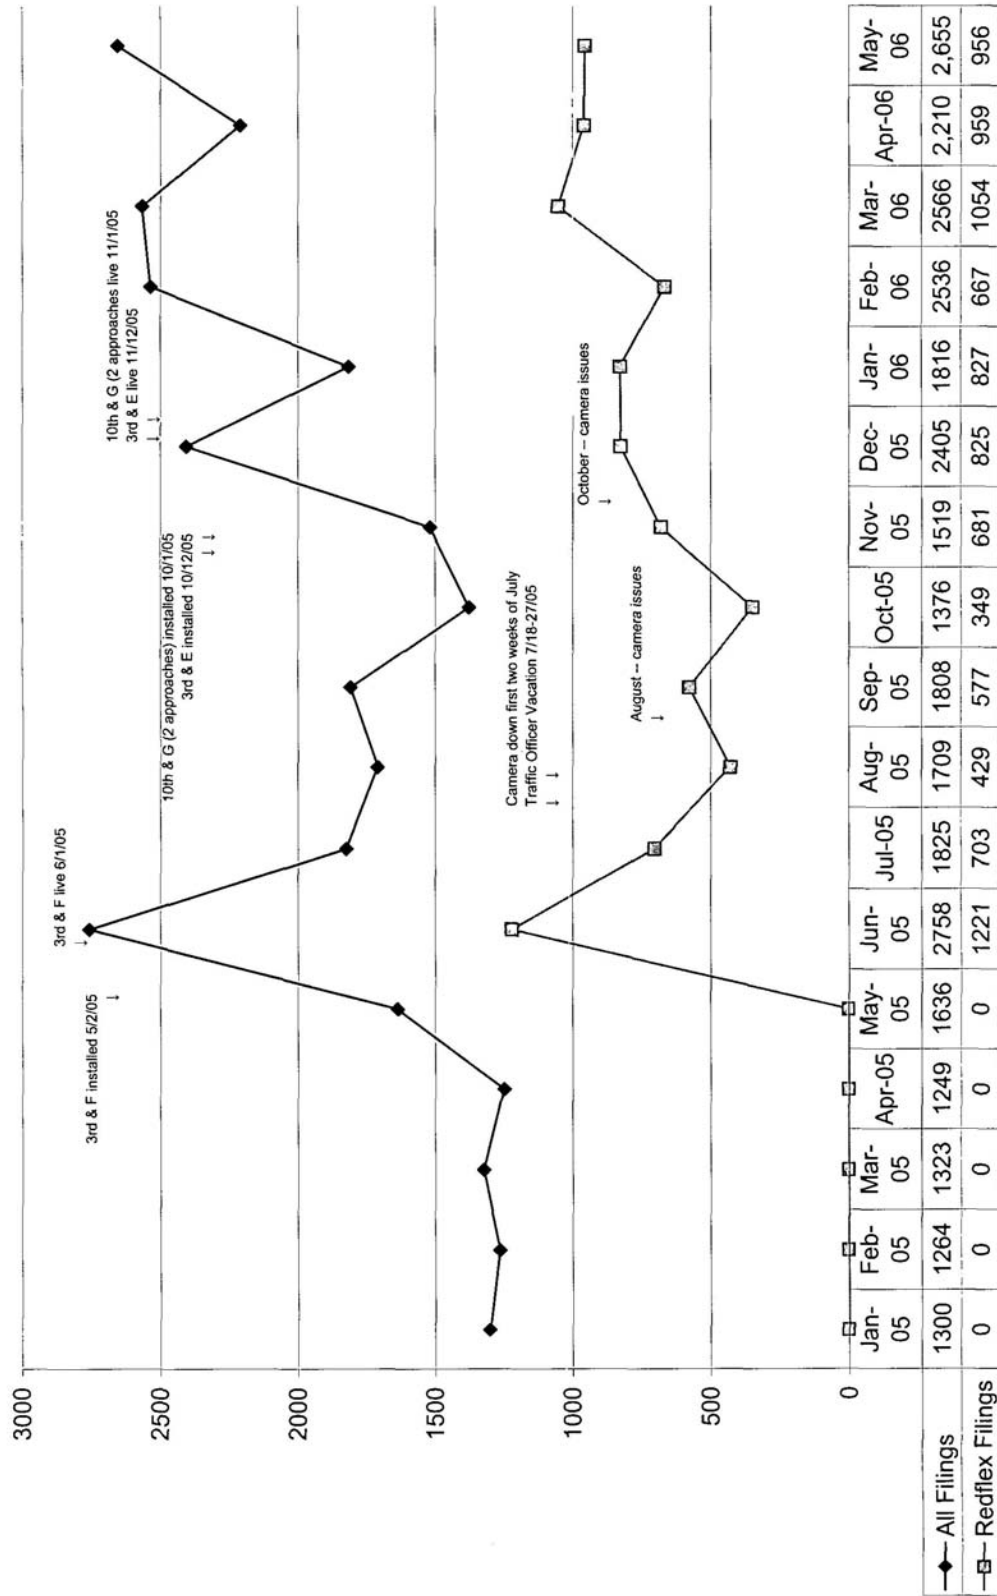 3000
2500
2000
1500
1000
500
0
3rd & F installed 5/2/05
↓
3rd & F live 6/1/05
↓
10th & G (2 approaches) installed 10/1/05
3rd & E installed 10/12/05
↓ ↓
10th & G (2 approaches live 11/1/05
3rd & E live 11/12/05
↓ ↓
Camera down first two weeks of July
Traffic Officer Vacation 7/18-27/05
↓ ↓
August -- camera issues
↓
October -- camera issues
↓
Jan-05 Feb-05 Mar-05 Apr-05 May-05 Jun-05 Jul-05 Aug-05 Sep-05 Oct-05 Nov-05 Dec-05 Jan-06 Feb-06 Mar-06 Apr-06 May-06
All Filings 1300 1264 1323 1249 1636 2758 1825 1709 1808 1376 1519 2405 1816 2536 2566 2,210 2,655
Redflex Filings 0 0 0 0 0 1221 703 429 577 349 681 825 827 667 1054 959 956